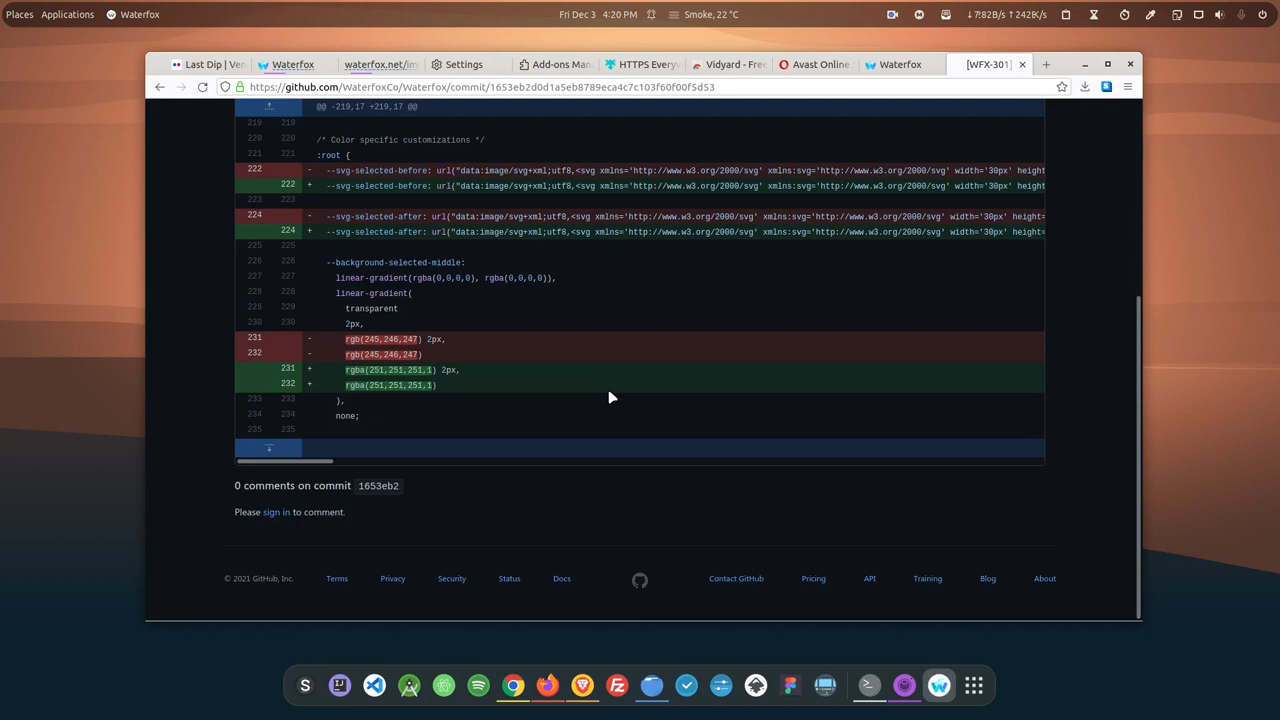 Places Applications Waterfox Fri Dec 3 4:20 PM Smoke, 22 °C ↓7.82B/s ↑242K/s
Last Dip | Ver Waterfox waterfox.net/im Settings Add-ons Man HTTPS Everyw Vidyard - Free Avast Online Waterfox [WFX-301]
https://github.com/WaterfoxCo/Waterfox/commit/1653eb2d0d1a5eb8789eca4c7c103f60f00f5d53
@@ -219,17 +219,17 @@
219 219
220 220 /* Color specific customizations */
221 221 :root {
222 - --svg-selected-before: url("data:image/svg+xml;utf8,<svg xmlns='http://www.w3.org/2000/svg' xmlns:svg='http://www.w3.org/2000/svg' width='30px' height
222 + --svg-selected-before: url("data:image/svg+xml;utf8,<svg xmlns='http://www.w3.org/2000/svg' xmlns:svg='http://www.w3.org/2000/svg' width='30px' height
223 223
224 - --svg-selected-after: url("data:image/svg+xml;utf8,<svg xmlns='http://www.w3.org/2000/svg' xmlns:svg='http://www.w3.org/2000/svg' width='30px' height=
224 + --svg-selected-after: url("data:image/svg+xml;utf8,<svg xmlns='http://www.w3.org/2000/svg' xmlns:svg='http://www.w3.org/2000/svg' width='30px' height=
225 225
226 226 --background-selected-middle:
227 227 linear-gradient(rgba(0,0,0,0), rgba(0,0,0,0)),
228 228 linear-gradient(
229 229 transparent
230 230 2px,
231 - rgb(245,246,247) 2px,
232 - rgb(245,246,247)
231 + rgba(251,251,251,1) 2px,
232 + rgba(251,251,251,1)
233 233 ),
234 234 none;
235 235
0 comments on commit 1653eb2
Please sign in to comment.
© 2021 GitHub, Inc. Terms Privacy Security Status Docs Contact GitHub Pricing API Training Blog About